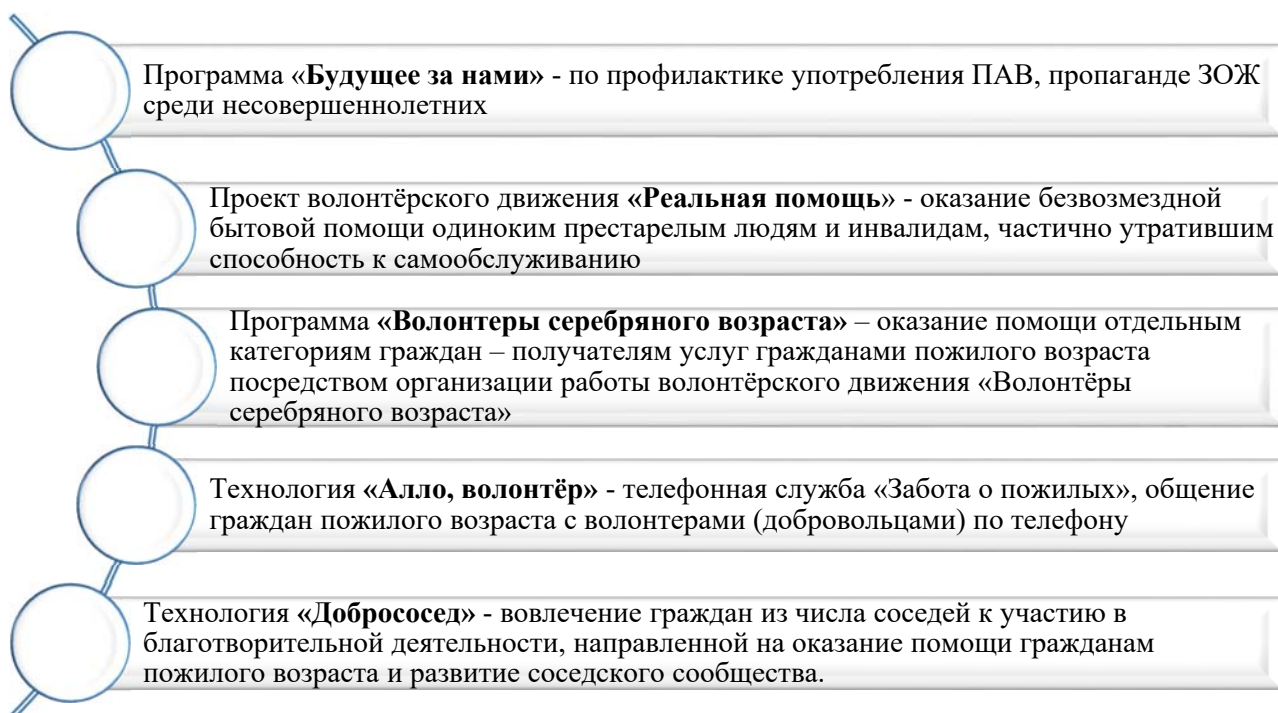 Программа «Будущее за нами» - по профилактике употребления ПАВ, пропаганде ЗОЖ
среди несовершеннолетних
Проект волонтёрского движения «Реальная помощь» - оказание безвозмездной
бытовой помощи одиноким престарелым людям и инвалидам, частично утратившим
способность к самообслуживанию
Программа «Волонтеры серебряного возраста» – оказание помощи отдельным
категориям граждан – получателям услуг гражданами пожилого возраста
посредством организации работы волонтёрского движения «Волонтёры
серебряного возраста»
Технология «Алло, волонтёр» - телефонная служба «Забота о пожилых», общение
граждан пожилого возраста с волонтерами (добровольцами) по телефону
Технология «Добрососед» - вовлечение граждан из числа соседей к участию в
благотворительной деятельности, направленной на оказание помощи гражданам
пожилого возраста и развитие соседского сообщества.